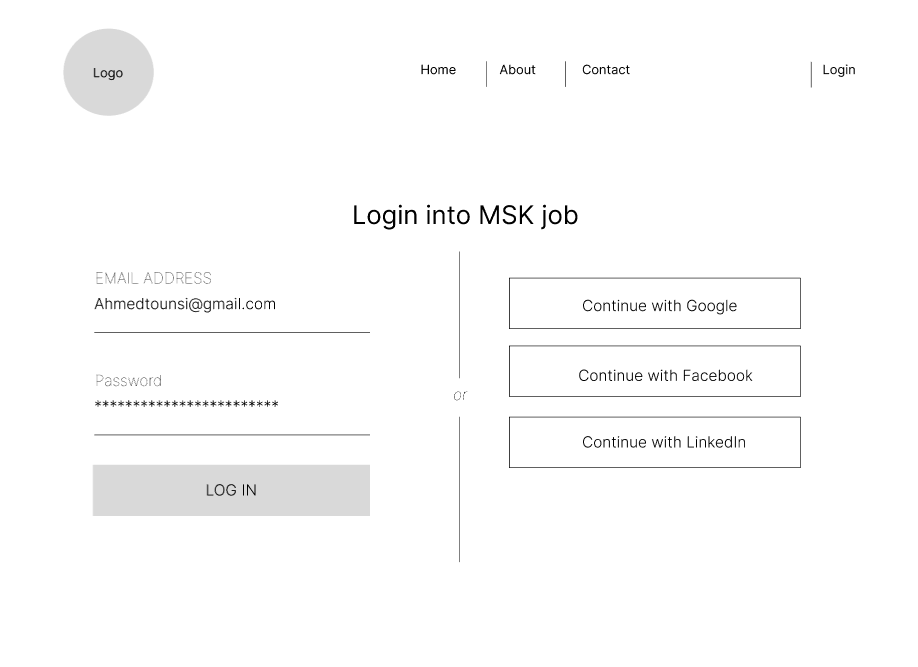 Logo
Home
About
Contact
Login
Login into MSK job
EMAIL ADDRESS
Ahmedtounsi@gmail.com
Password
************************
LOG IN
or
Continue with Google
Continue with Facebook
Continue with LinkedIn